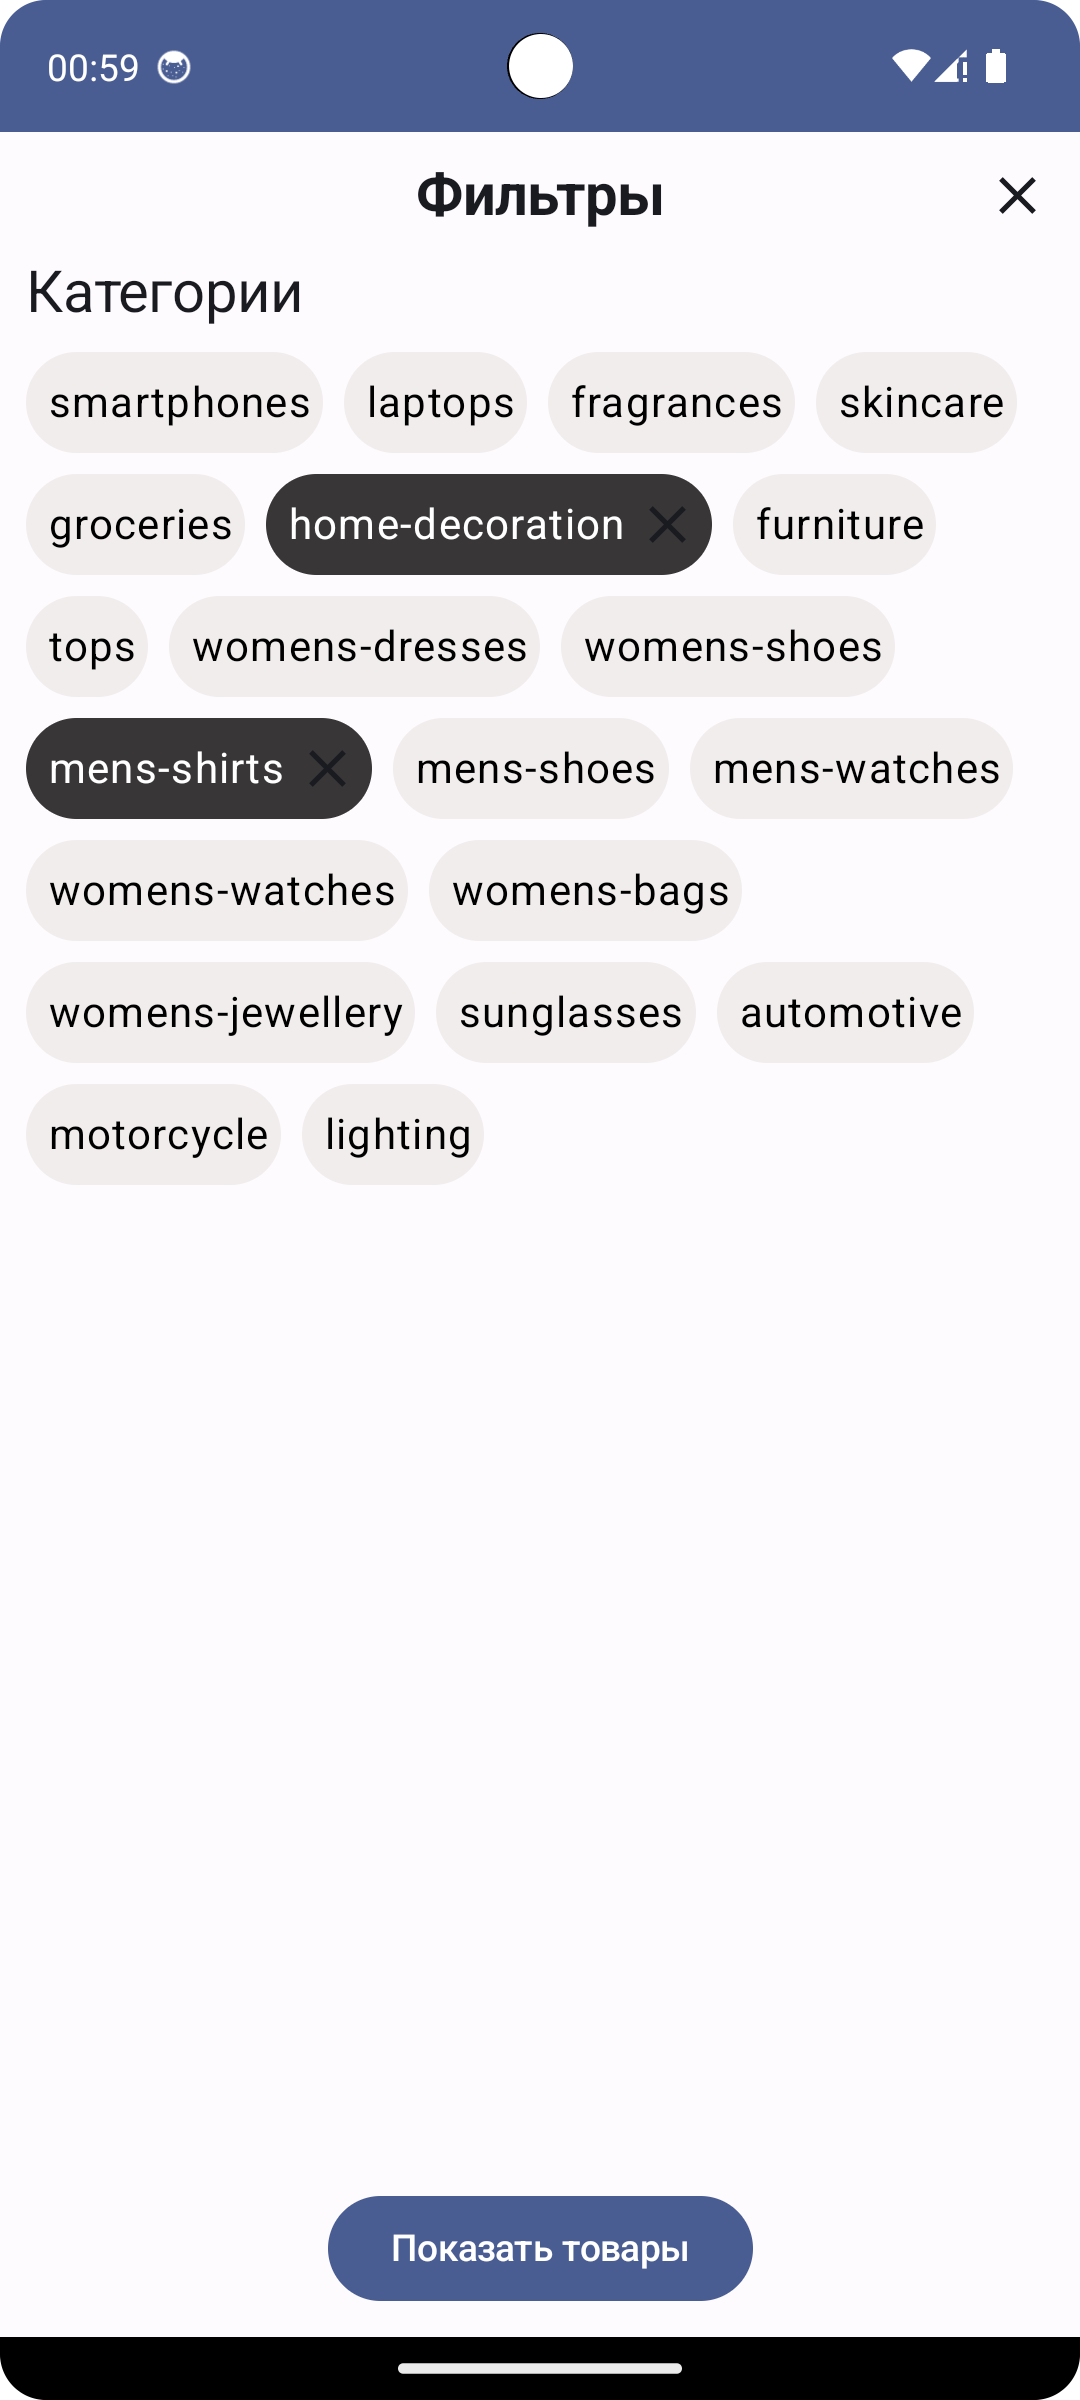 00:59
Фильтры
Категории
smartphones laptops fragrances skincare
groceries home-decoration furniture
tops womens-dresses womens-shoes
mens-shirts mens-shoes mens-watches
womens-watches womens-bags
womens-jewellery sunglasses automotive
motorcycle lighting
Показать товары